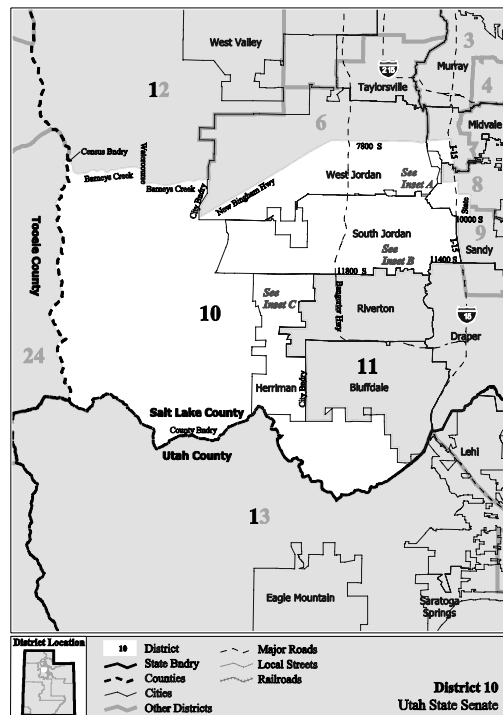 West Valley
215
3
Murray
Taylorsville
4
12
Midvale
6
I-15
7800 S
Census Bndry
Watercourse
Barneys Creek
Barneys Creek
City Bndry
New Bingham Hwy
West Jordan
See
Inset A
8
State
10000 S
9
South Jordan
See
Inset B
I-15
Sandy
11400 S
11800 S
Tooele County
See
Inset C
Bangerter Hwy
Riverton
10
15
Draper
24
11
Bluffdale
Herriman
City Bndry
Salt Lake County
County Bndry
Utah County
Lehi
13
Eagle Mountain
Saratoga
Springs
District Location
10 District
State Bndry
Counties
Cities
Other Districts
Major Roads
Local Streets
Railroads
District 10
Utah State Senate